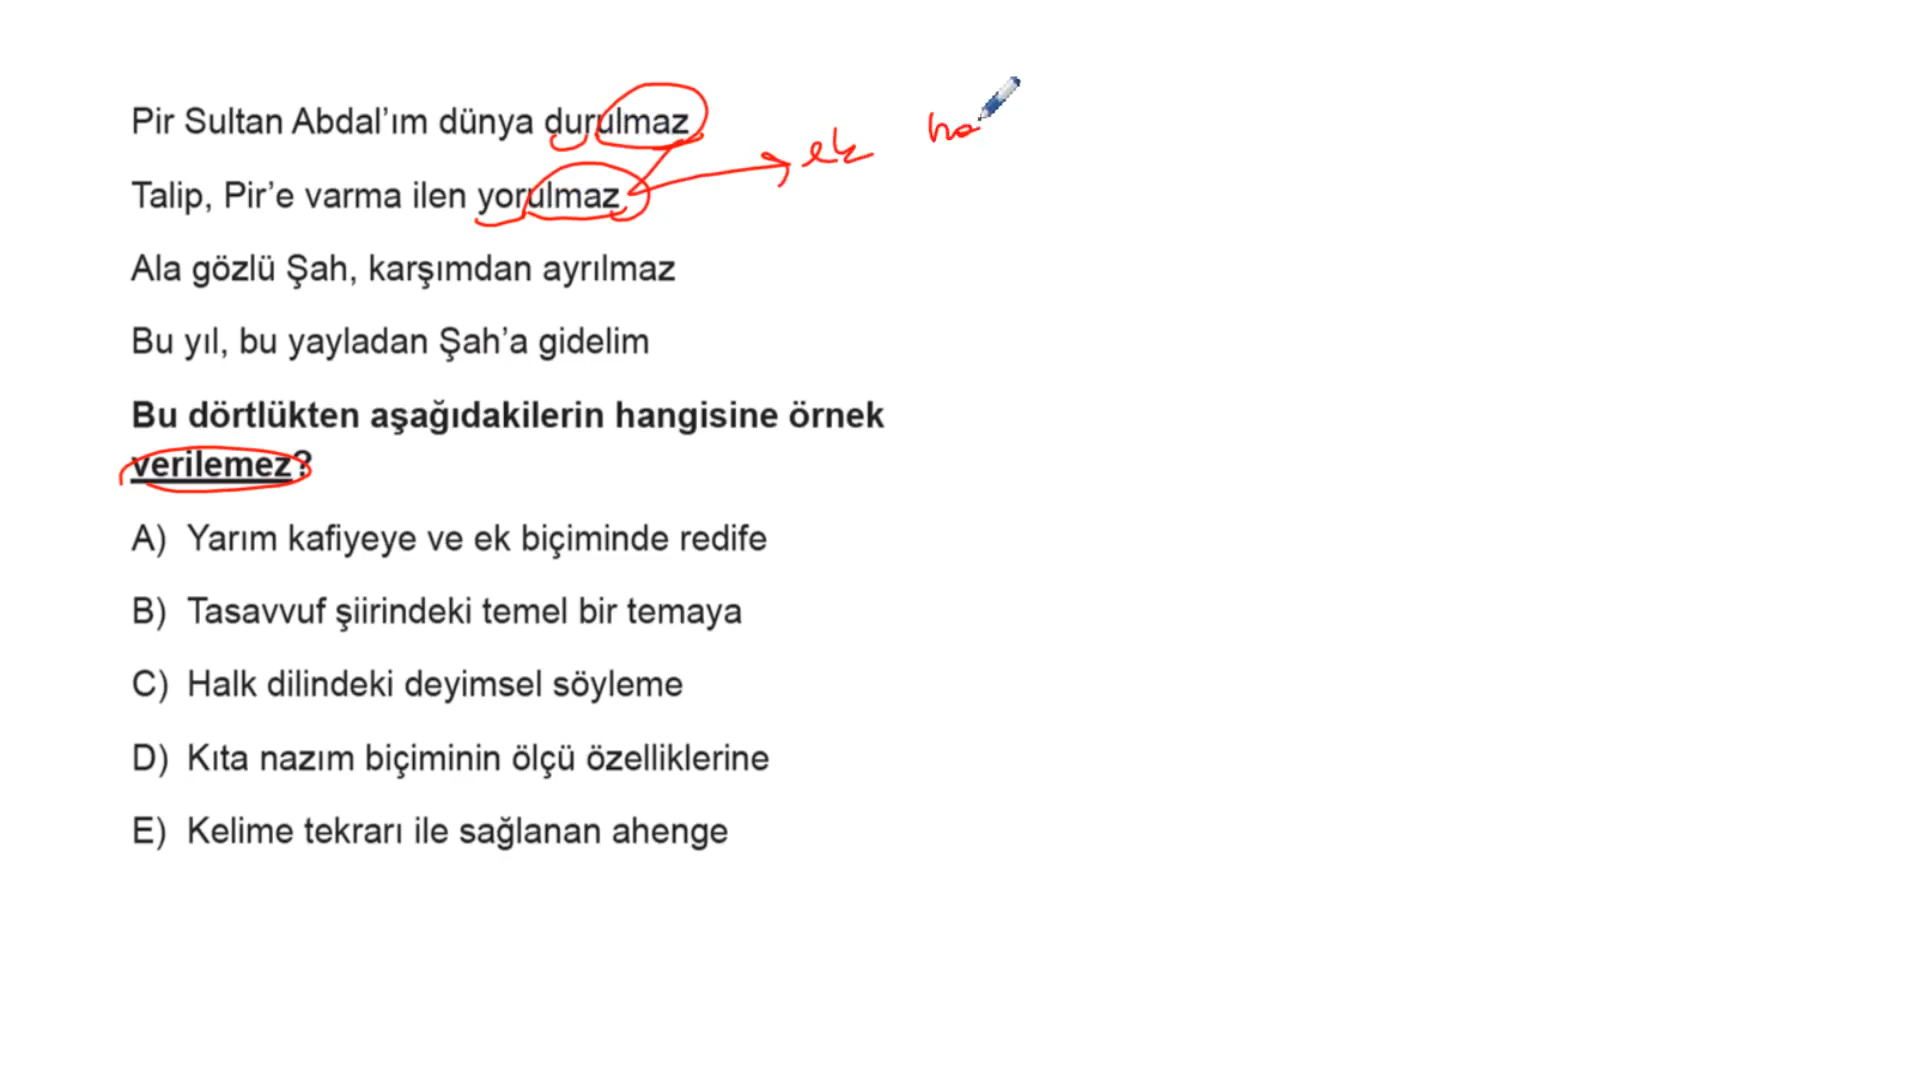 Pir Sultan Abdal’ım dünya durulmaz
ek ha
Talip, Pir’e varma ilen yorulmaz
Ala gözlü Şah, karşımdan ayrılmaz
Bu yıl, bu yayladan Şah’a gidelim
Bu dörtlükten aşağıdakilerin hangisine örnek
verilemez?
A) Yarım kafiyeye ve ek biçiminde redife
B) Tasavvuf şiirindeki temel bir temaya
C) Halk dilindeki deyimsel söyleme
D) Kıta nazım biçiminin ölçü özelliklerine
E) Kelime tekrarı ile sağlanan ahenge